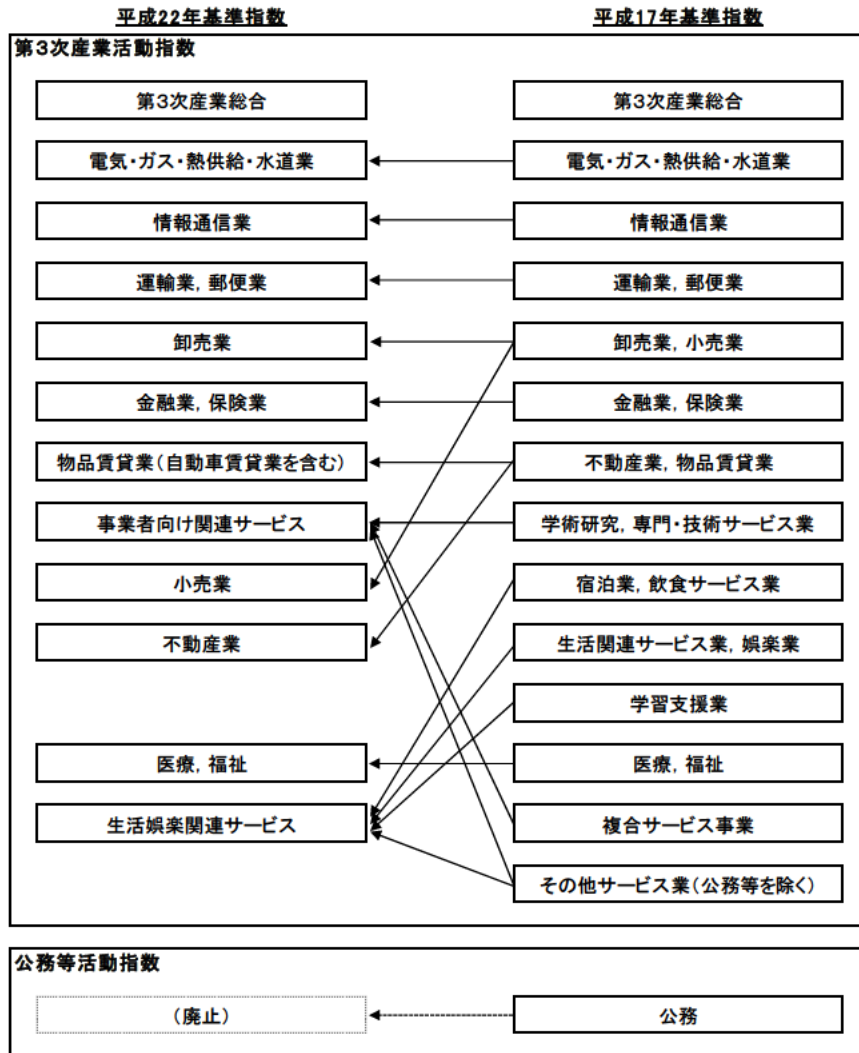 平成22年基準指数 平成17年基準指数
第3次産業活動指数
第3次産業総合 第3次産業総合
電気・ガス・熱供給・水道業 電気・ガス・熱供給・水道業
情報通信業 情報通信業
運輸業, 郵便業 運輸業, 郵便業
卸売業 卸売業, 小売業
金融業, 保険業 金融業, 保険業
物品賃貸業(自動車賃貸業を含む) 不動産業, 物品賃貸業
事業者向け関連サービス 学術研究, 専門・技術サービス業
小売業 宿泊業, 飲食サービス業
不動産業 生活関連サービス業, 娯楽業
学習支援業
医療, 福祉 医療, 福祉
生活娯楽関連サービス 複合サービス事業
その他サービス業(公務等を除く)
公務等活動指数
(廃止) 公務